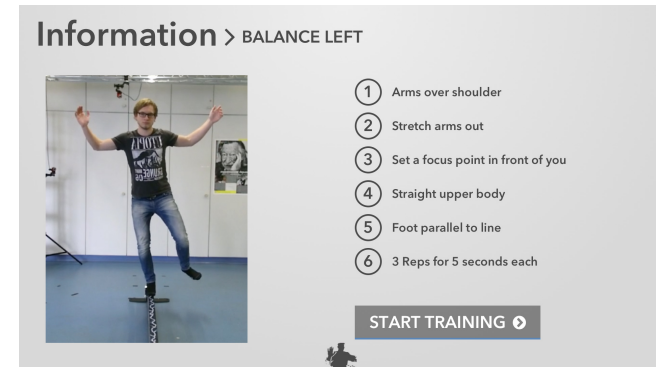 Information > BALANCE LEFT
1 Arms over shoulder
2 Stretch arms out
3 Set a focus point in front of you
4 Straight upper body
5 Foot parallel to line
6 3 Reps for 5 seconds each
START TRAINING